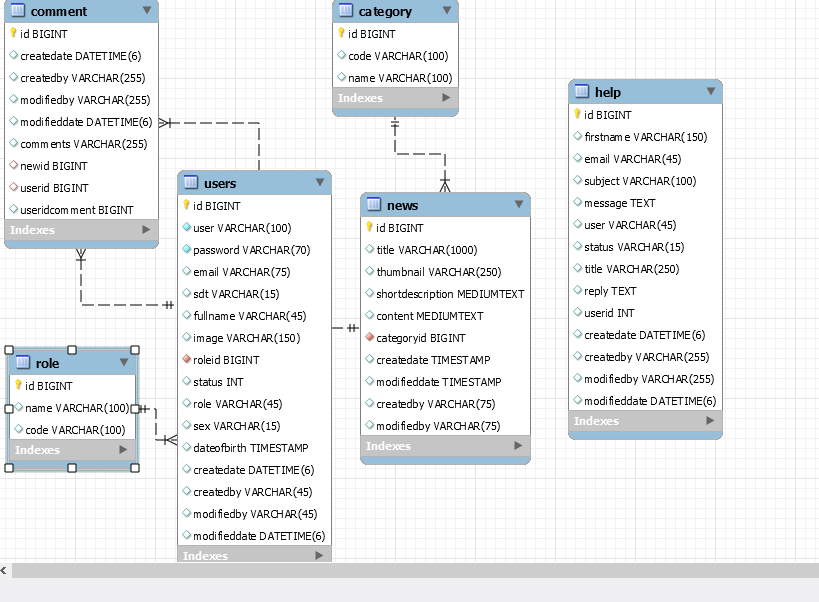 comment
id BIGINT
createdate DATETIME(6)
createdby VARCHAR(255)
modifiedby VARCHAR(255)
modifieddate DATETIME(6)
comments VARCHAR(255)
newid BIGINT
userid BIGINT
useridcomment BIGINT
Indexes
category
id BIGINT
code VARCHAR(100)
name VARCHAR(100)
Indexes
help
id BIGINT
firstname VARCHAR(150)
email VARCHAR(45)
subject VARCHAR(100)
message TEXT
user VARCHAR(45)
status VARCHAR(15)
title VARCHAR(250)
reply TEXT
userid INT
createdate DATETIME(6)
createdby VARCHAR(255)
modifiedby VARCHAR(255)
modifieddate DATETIME(6)
Indexes
users
id BIGINT
user VARCHAR(100)
password VARCHAR(70)
email VARCHAR(75)
sdt VARCHAR(15)
fullname VARCHAR(45)
image VARCHAR(150)
roleid BIGINT
status INT
role VARCHAR(45)
sex VARCHAR(15)
dateofbirth TIMESTAMP
createdate DATETIME(6)
createdby VARCHAR(45)
modifiedby VARCHAR(45)
modifieddate DATETIME(6)
Indexes
news
id BIGINT
title VARCHAR(1000)
thumbnail VARCHAR(250)
shortdescription MEDIUMTEXT
content MEDIUMTEXT
categoryid BIGINT
createdate TIMESTAMP
modifieddate TIMESTAMP
createdby VARCHAR(75)
modifiedby VARCHAR(75)
Indexes
role
id BIGINT
name VARCHAR(100)
code VARCHAR(100)
Indexes